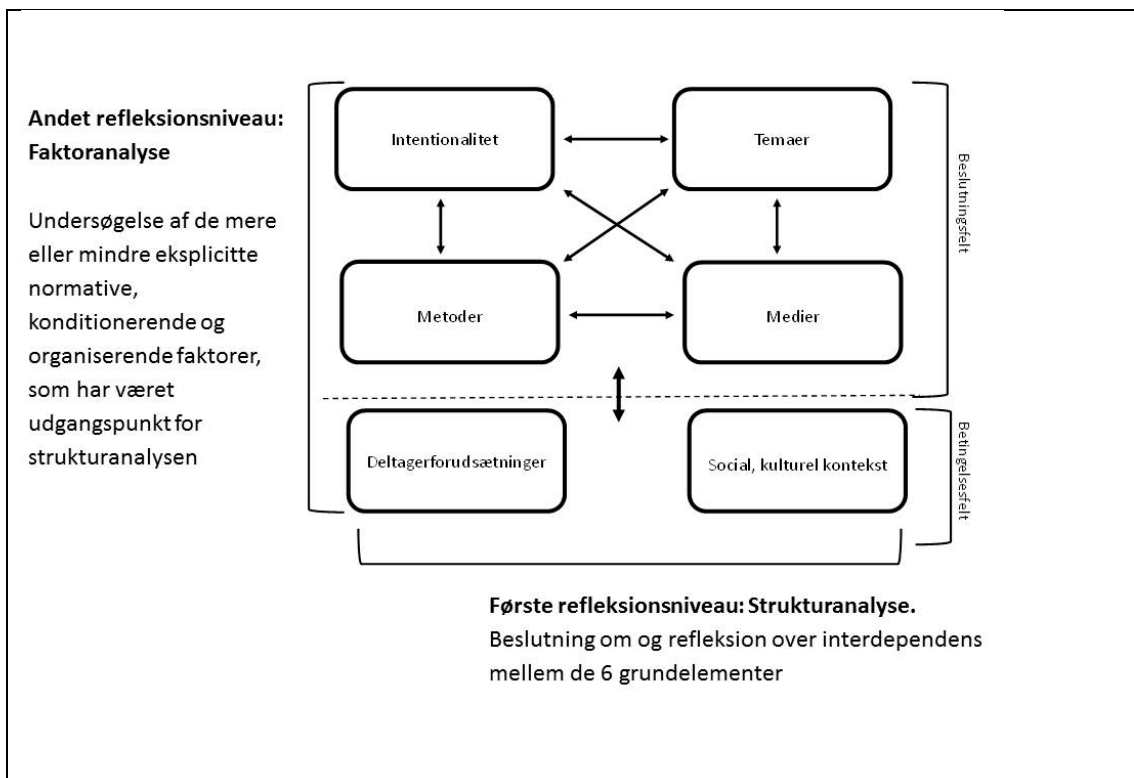 Andet refleksionsniveau:
Faktoranalyse
Undersøgelse af de mere
eller mindre eksplicitte
normative,
konditionerende og
organiserende faktorer,
som har været
udgangspunkt for
strukturanalysen
Intentionalitet
Temaer
Metoder
Medier
Beslutningsfelt
Deltagerforudsætninger
Social, kulturel kontekst
Betingelsesfelt
Første refleksionsniveau: Strukturanalyse.
Beslutning om og refleksion over interdependens
mellem de 6 grundelementer